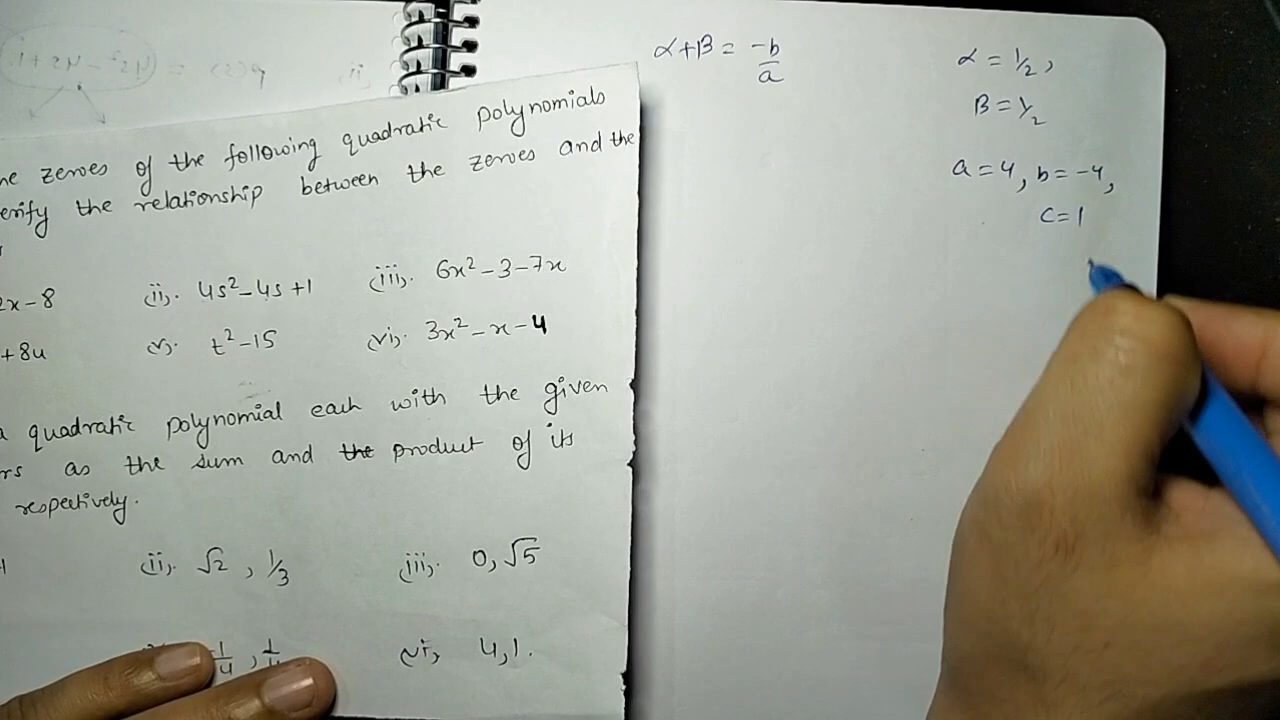 zeroes of the following quadratic polynomials
the relationship between the zeroes and the
2x-8 (ii). 4s²-4s+1 (iii). 6x²-3-7x
+8u (v). t²-15 (vi). 3x²-x-4
a quadratic polynomial each with the given
as the sum and the product of its
respectively.
(ii). √2, 1/3 (iii). 0, √5
(vi), 4,1.
α+β = -b/a
α = 1/2,
β = 1/2
a=4, b=-4,
c=1